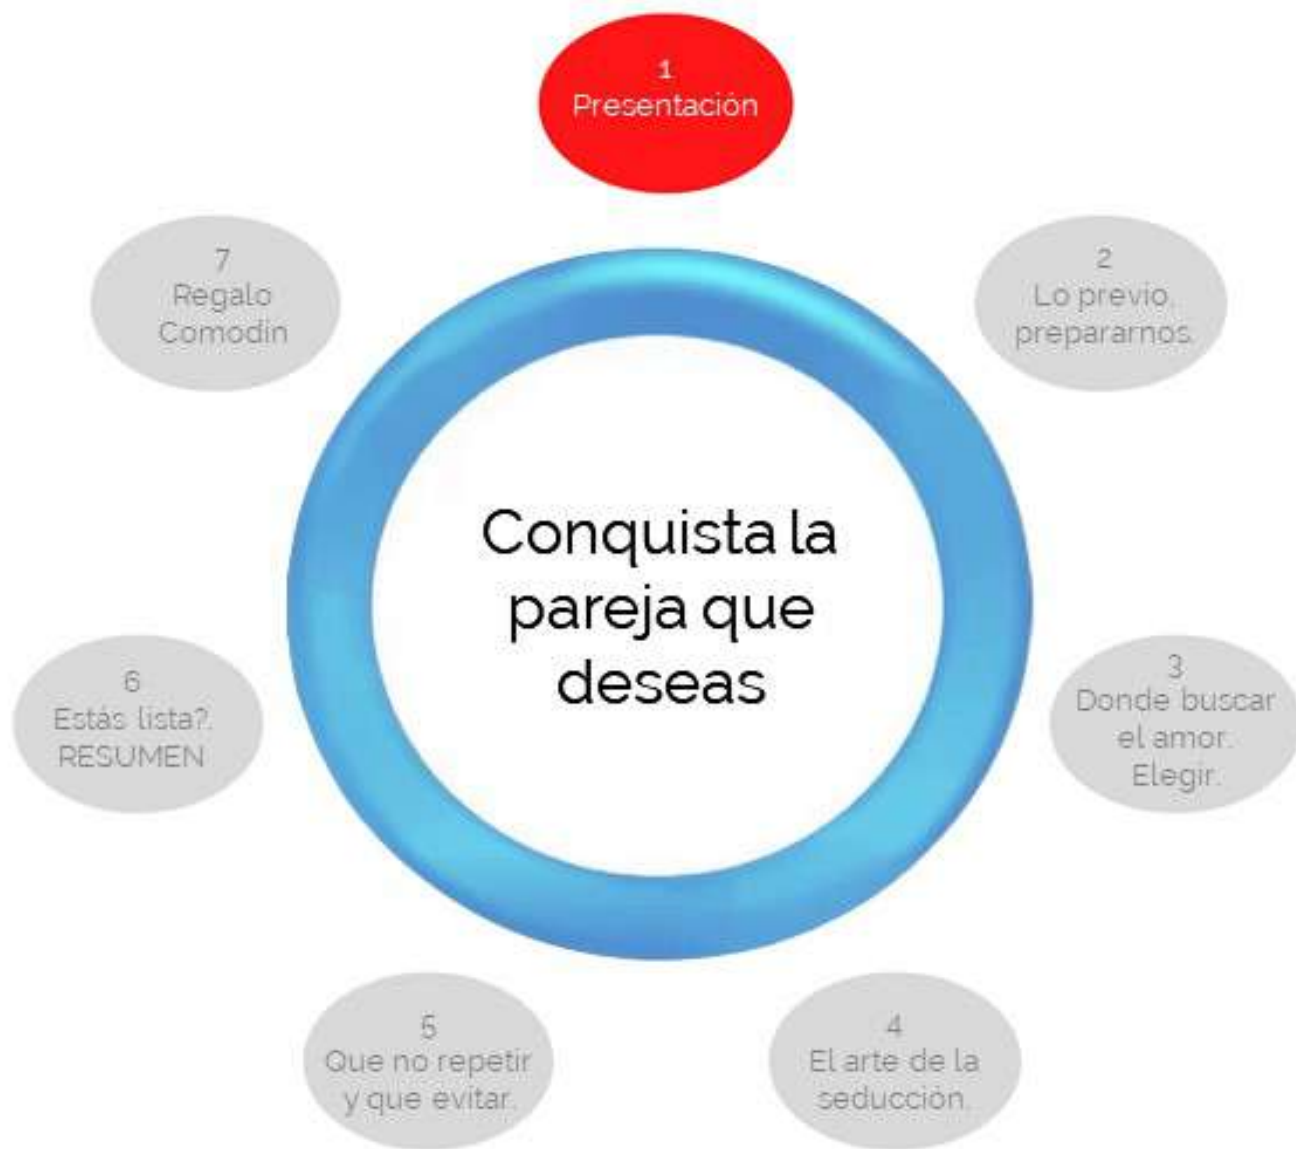 1
Presentación
2
Lo previo,
prepararnos.
3
Donde buscar
el amor.
Elegir.
4
El arte de la
seducción.
5
Que no repetir
y que evitar.
6
Estás lista?.
RESUMEN
7
Regalo
Comodín
Conquista la
pareja que
deseas